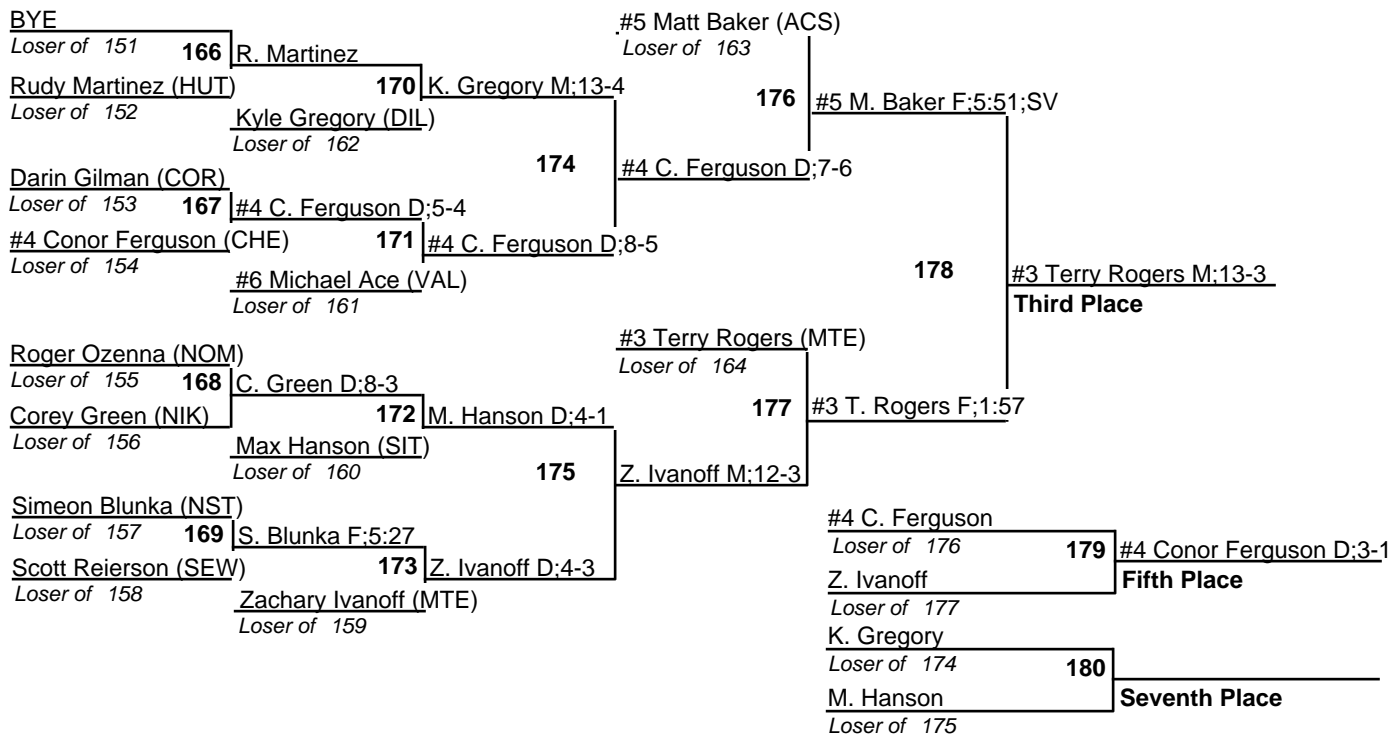 BYE
Loser of 151
166
R. Martinez
Rudy Martinez (HUT)
Loser of 152
170
K. Gregory M;13-4
Kyle Gregory (DIL)
Loser of 162
Darin Gilman (COR)
Loser of 153
167
#4 C. Ferguson D;5-4
#4 Conor Ferguson (CHE)
Loser of 154
171
#4 C. Ferguson D;8-5
#6 Michael Ace (VAL)
Loser of 161
174
#4 C. Ferguson D;7-6
#5 Matt Baker (ACS)
Loser of 163
176
#5 M. Baker F;5:51;SV
Roger Ozenna (NOM)
Loser of 155
168
C. Green D;8-3
Corey Green (NIK)
Loser of 156
172
M. Hanson D;4-1
Max Hanson (SIT)
Loser of 160
Simeon Blunka (NST)
Loser of 157
169
S. Blunka F;5:27
Scott Reierson (SEW)
Loser of 158
173
Z. Ivanoff D;4-3
Zachary Ivanoff (MTE)
Loser of 159
175
Z. Ivanoff M;12-3
#3 Terry Rogers (MTE)
Loser of 164
177
#3 T. Rogers F;1:57
178
#3 Terry Rogers M;13-3
Third Place
#4 C. Ferguson
Loser of 176
179
#4 Conor Ferguson D;3-1
Fifth Place
Z. Ivanoff
Loser of 177
K. Gregory
Loser of 174
180
Seventh Place
M. Hanson
Loser of 175